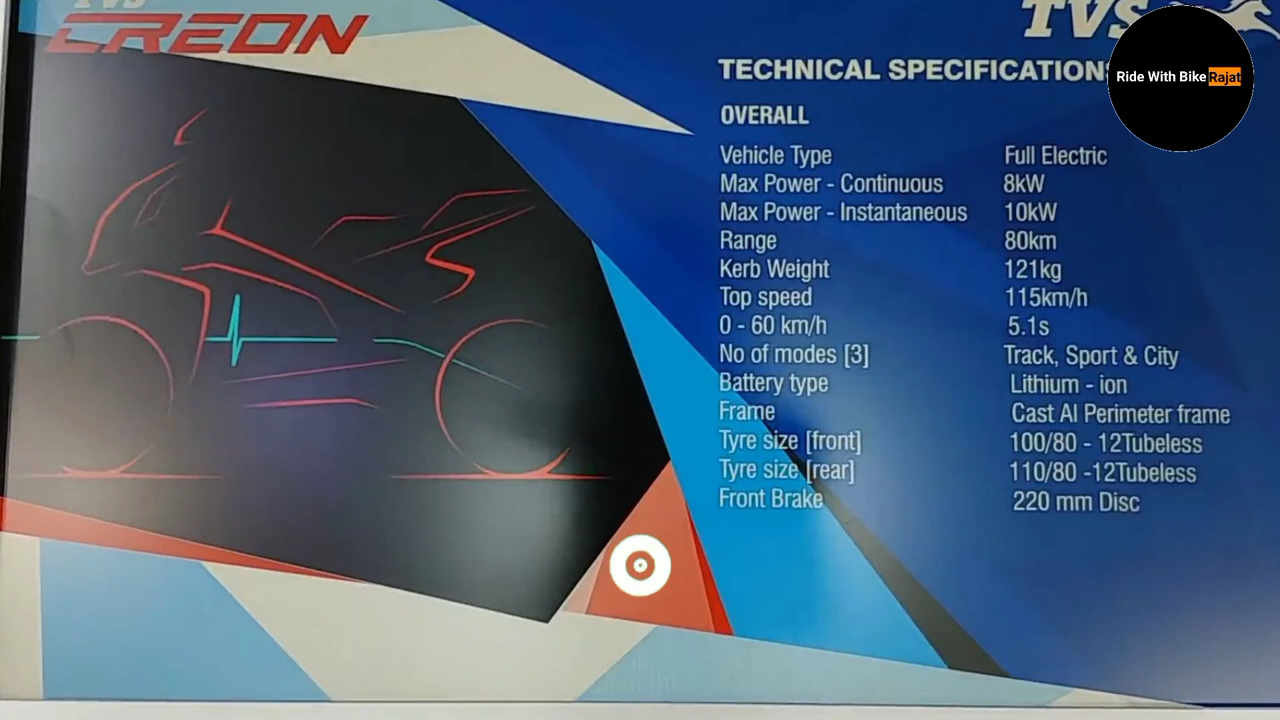 TVS
CREON
TVS
Ride With Bike Rajat
TECHNICAL SPECIFICATIONS
OVERALL
Vehicle Type Full Electric
Max Power - Continuous 8kW
Max Power - Instantaneous 10kW
Range 80km
Kerb Weight 121kg
Top speed 115km/h
0 - 60 km/h 5.1s
No of modes [3] Track, Sport & City
Battery type Lithium - ion
Frame Cast Al Perimeter frame
Tyre size [front] 100/80 - 12Tubeless
Tyre size [rear] 110/80 -12Tubeless
Front Brake 220 mm Disc